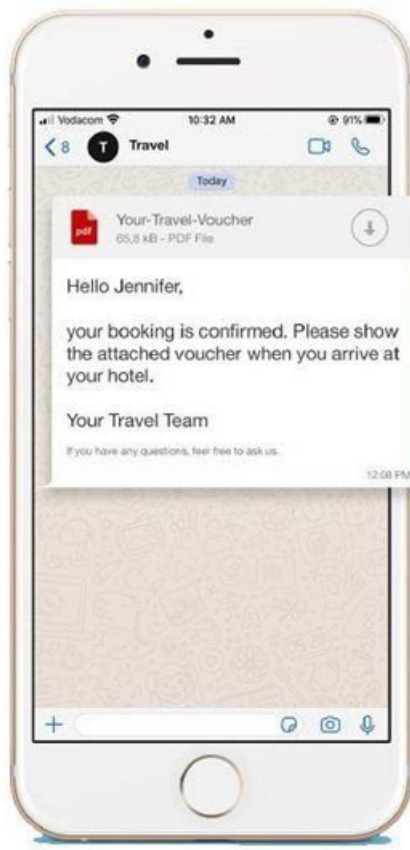 Vodacom 10:32 AM 91%
8 T Travel
Today
pdf Your-Travel-Voucher
65,8 kB - PDF File
Hello Jennifer,
your booking is confirmed. Please show
the attached voucher when you arrive at
your hotel.
Your Travel Team
If you have any questions, feel free to ask us.
12:08 PM